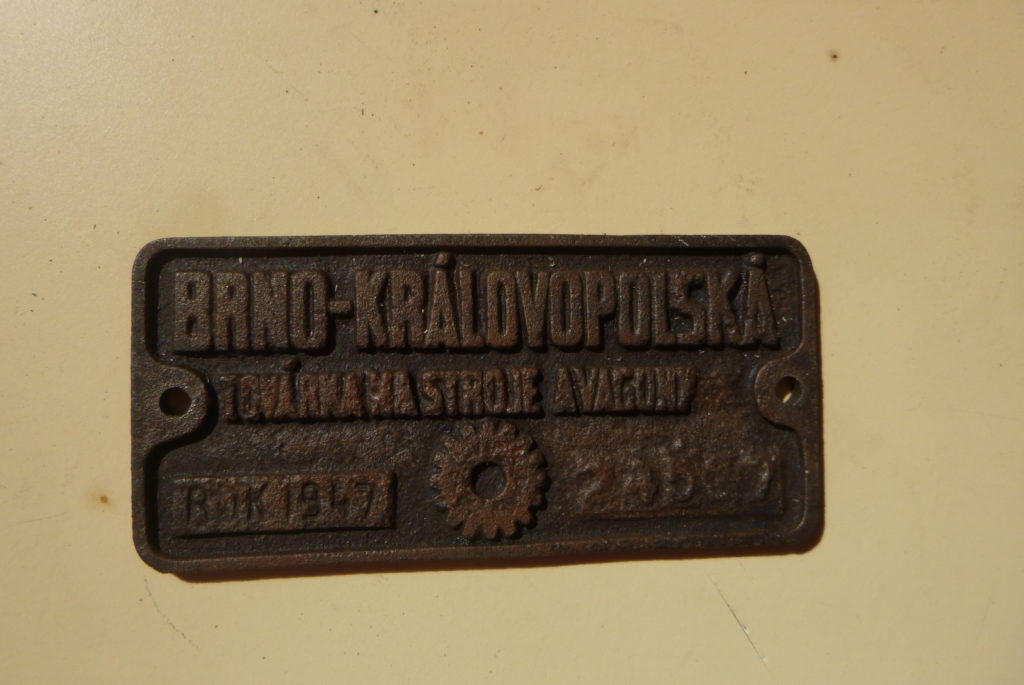 BRNO-KRÁLOVOPOLSKÁ
TOVÁRNA NA STROJE A VAGONY
ROK 1947